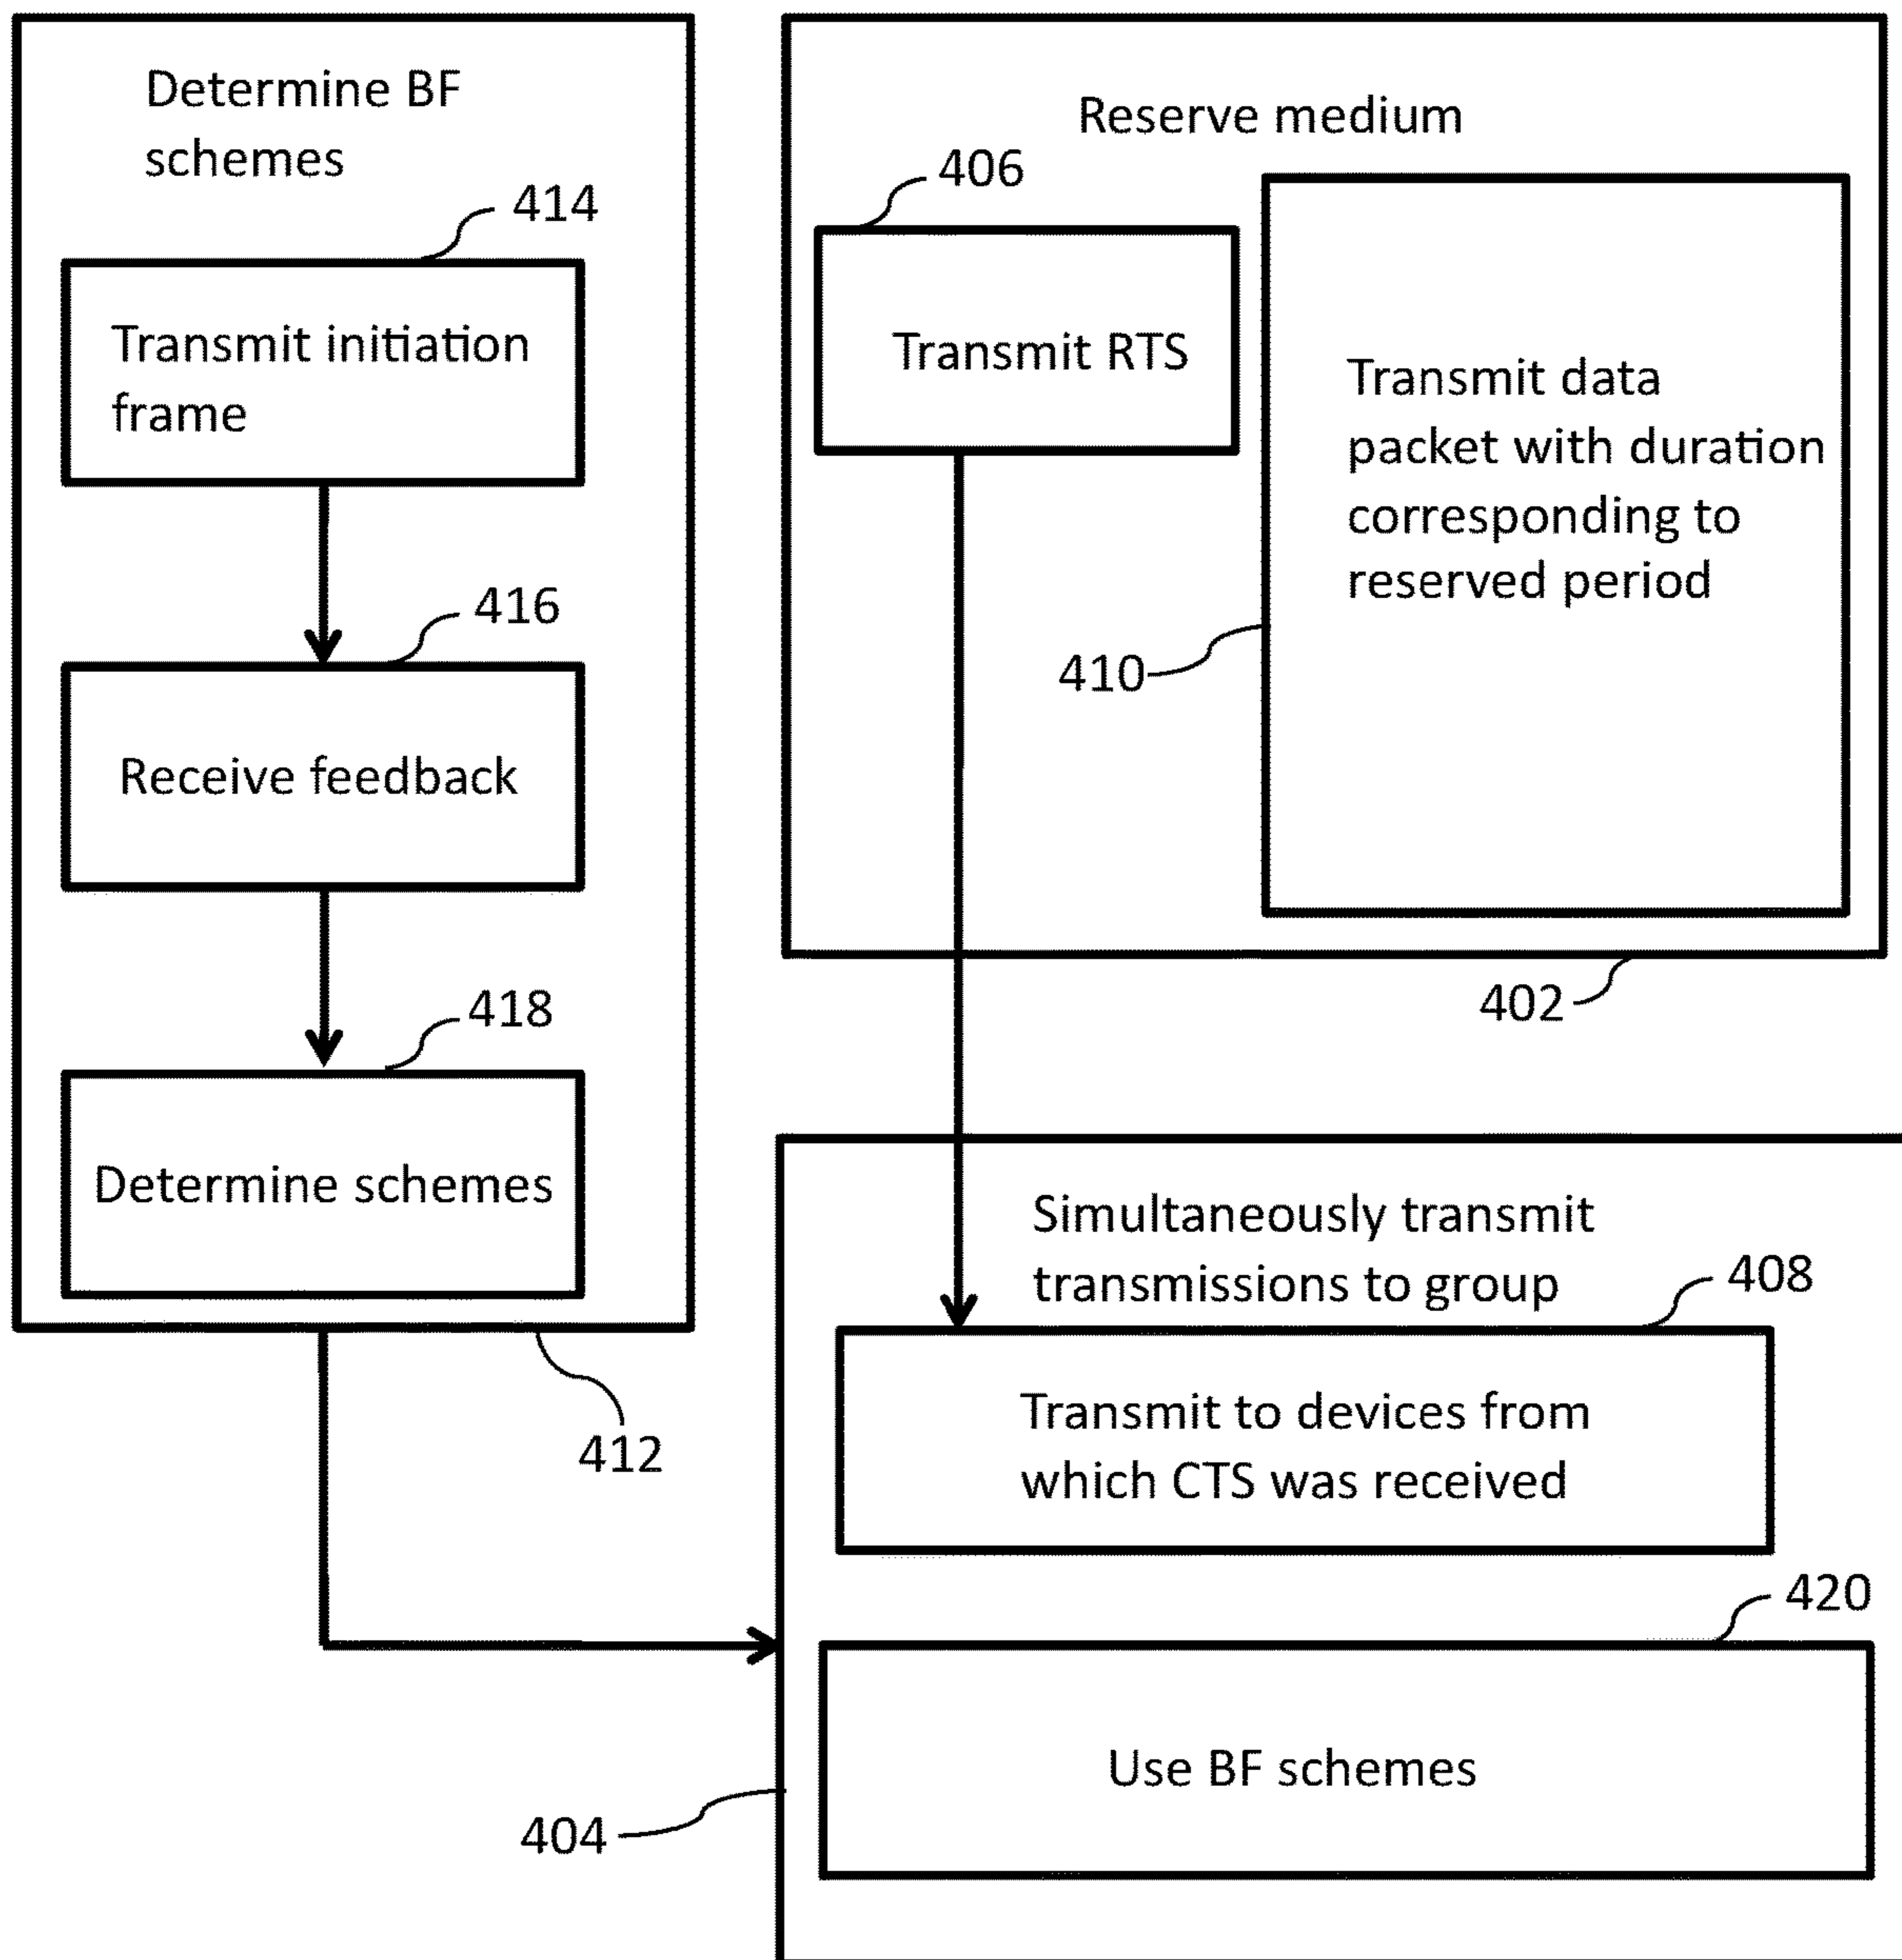 Determine BF
schemes
414
Transmit initiation
frame
416
Receive feedback
418
Determine schemes
412
Reserve medium
406
Transmit RTS
Transmit data
packet with duration
corresponding to
reserved period
410
402
Simultaneously transmit
transmissions to group
408
Transmit to devices from
which CTS was received
420
Use BF schemes
404